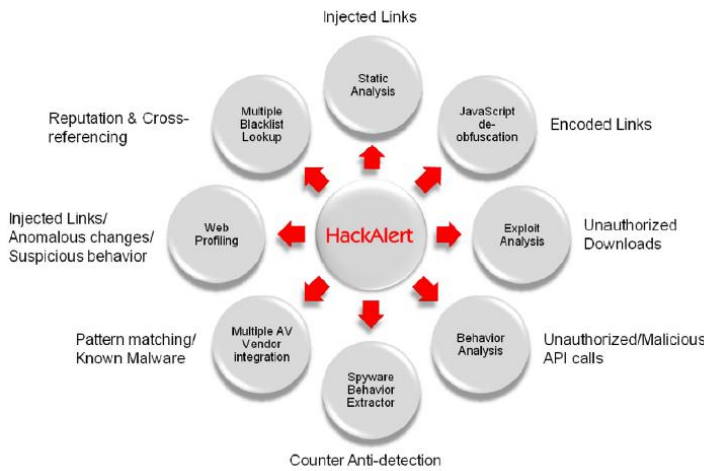 Injected Links
Static
Analysis
JavaScript
de-
obfuscation
Encoded Links
Exploit
Analysis
Unauthorized
Downloads
Behavior
Analysis
Unauthorized/Malicious
API calls
Spyware
Behavior
Extractor
Counter Anti-detection
Multiple AV
Vendor
integration
Pattern matching/
Known Malware
Web
Profiling
Injected Links/
Anomalous changes/
Suspicious behavior
Multiple
Blacklist
Lookup
Reputation & Cross-
referencing
HackAlert